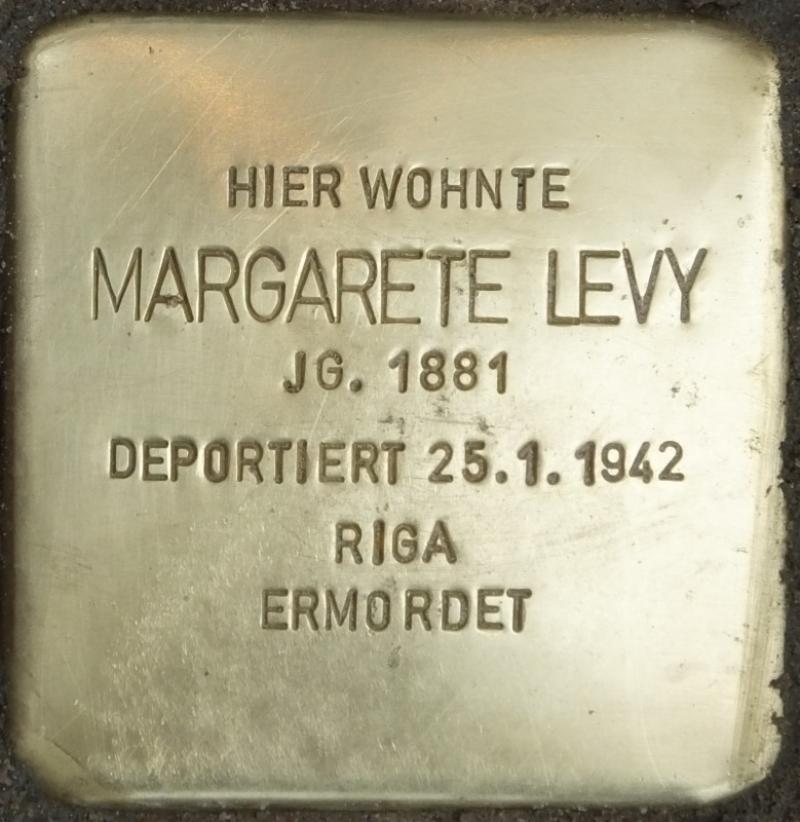 HIER WOHNTE
MARGARETE LEVY
JG. 1881
DEPORTIERT 25.1.1942
RIGA
ERMORDET